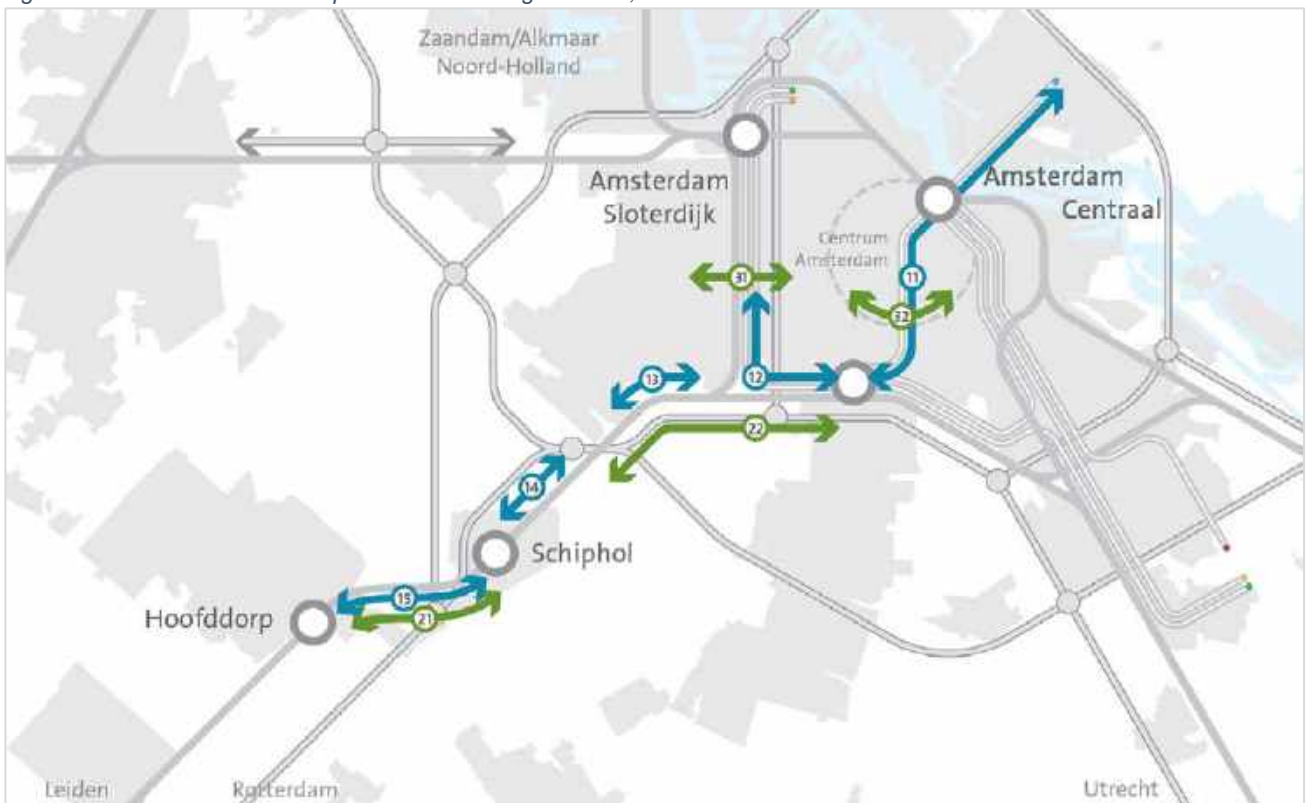 Zaandam/Alkmaar
Noord-Holland
Amsterdam
Sloterdijk
Amsterdam
Centraal
Centrum
Amsterdam
31
11
32
13
12
22
14
Schiphol
15
21
Hoofddorp
Leiden
Rotterdam
Utrecht